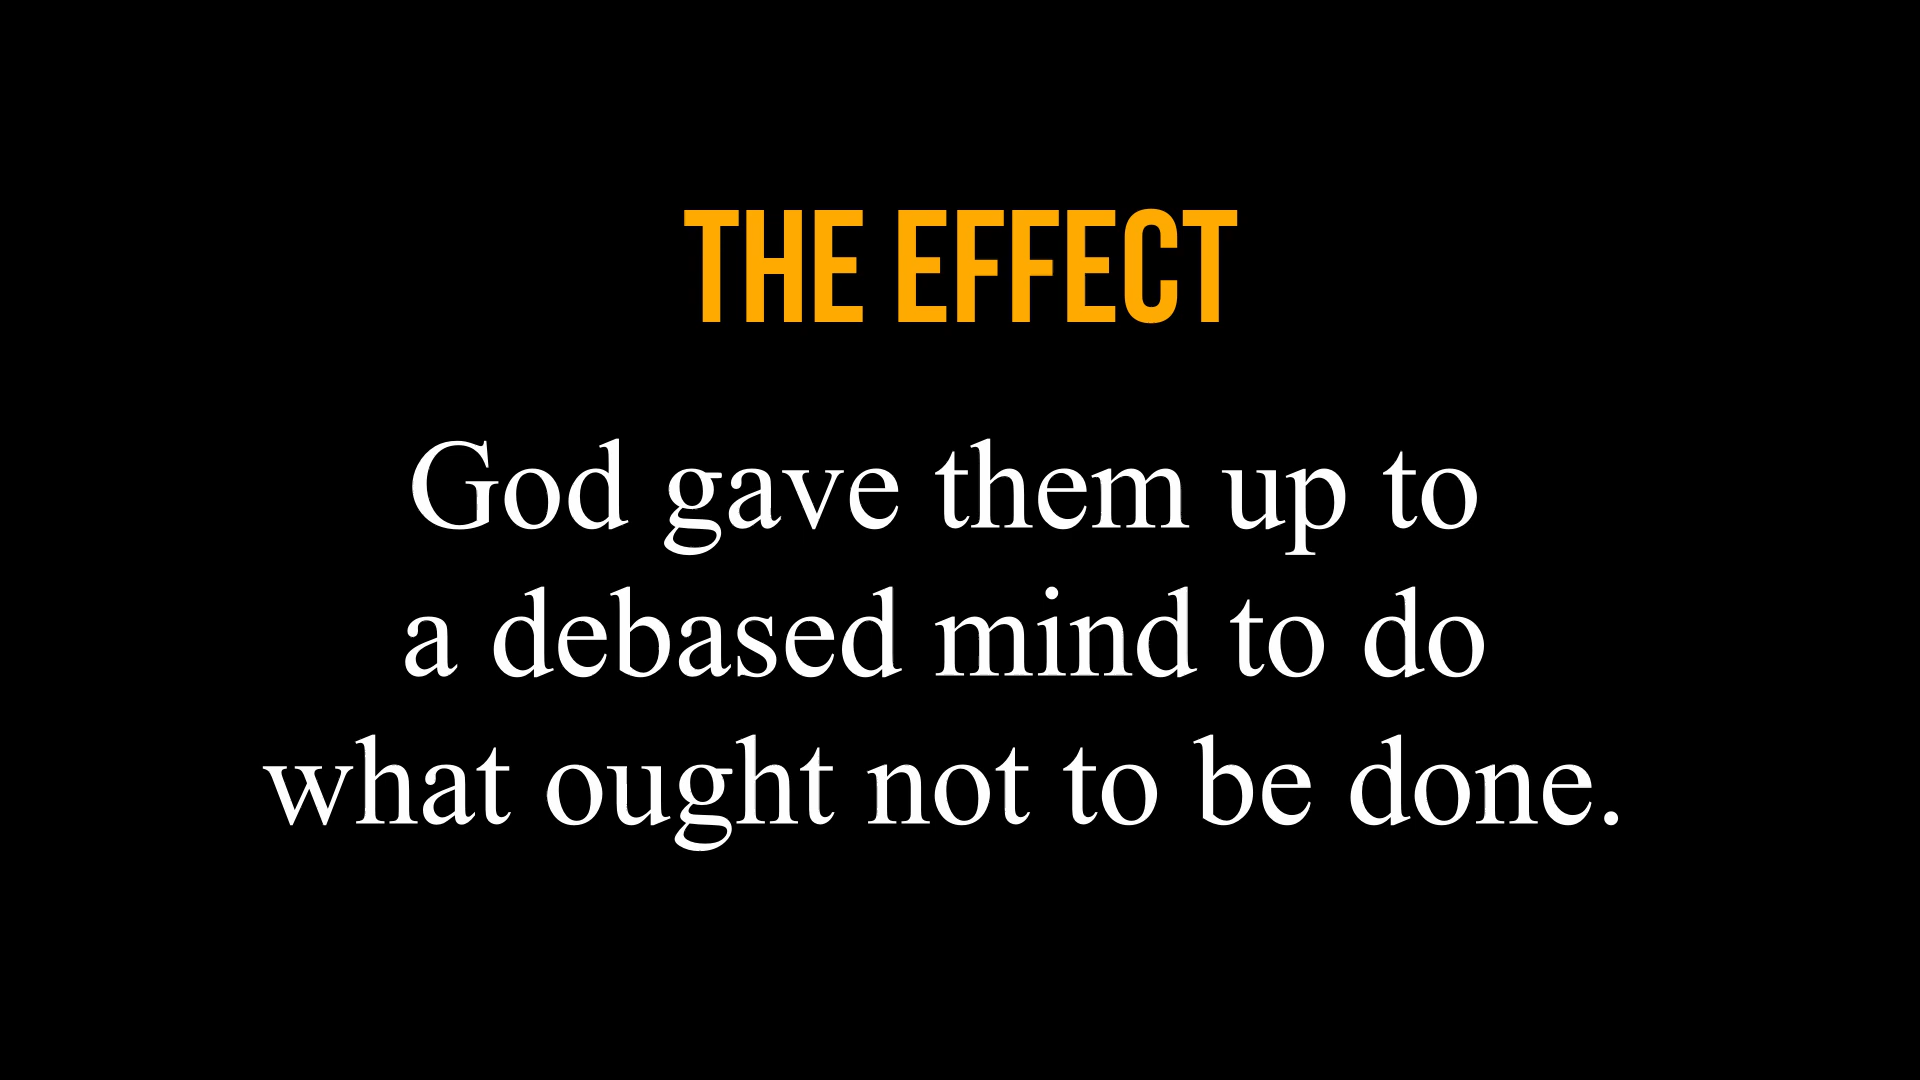 THE EFFECT
God gave them up to
a debased mind to do
what ought not to be done.